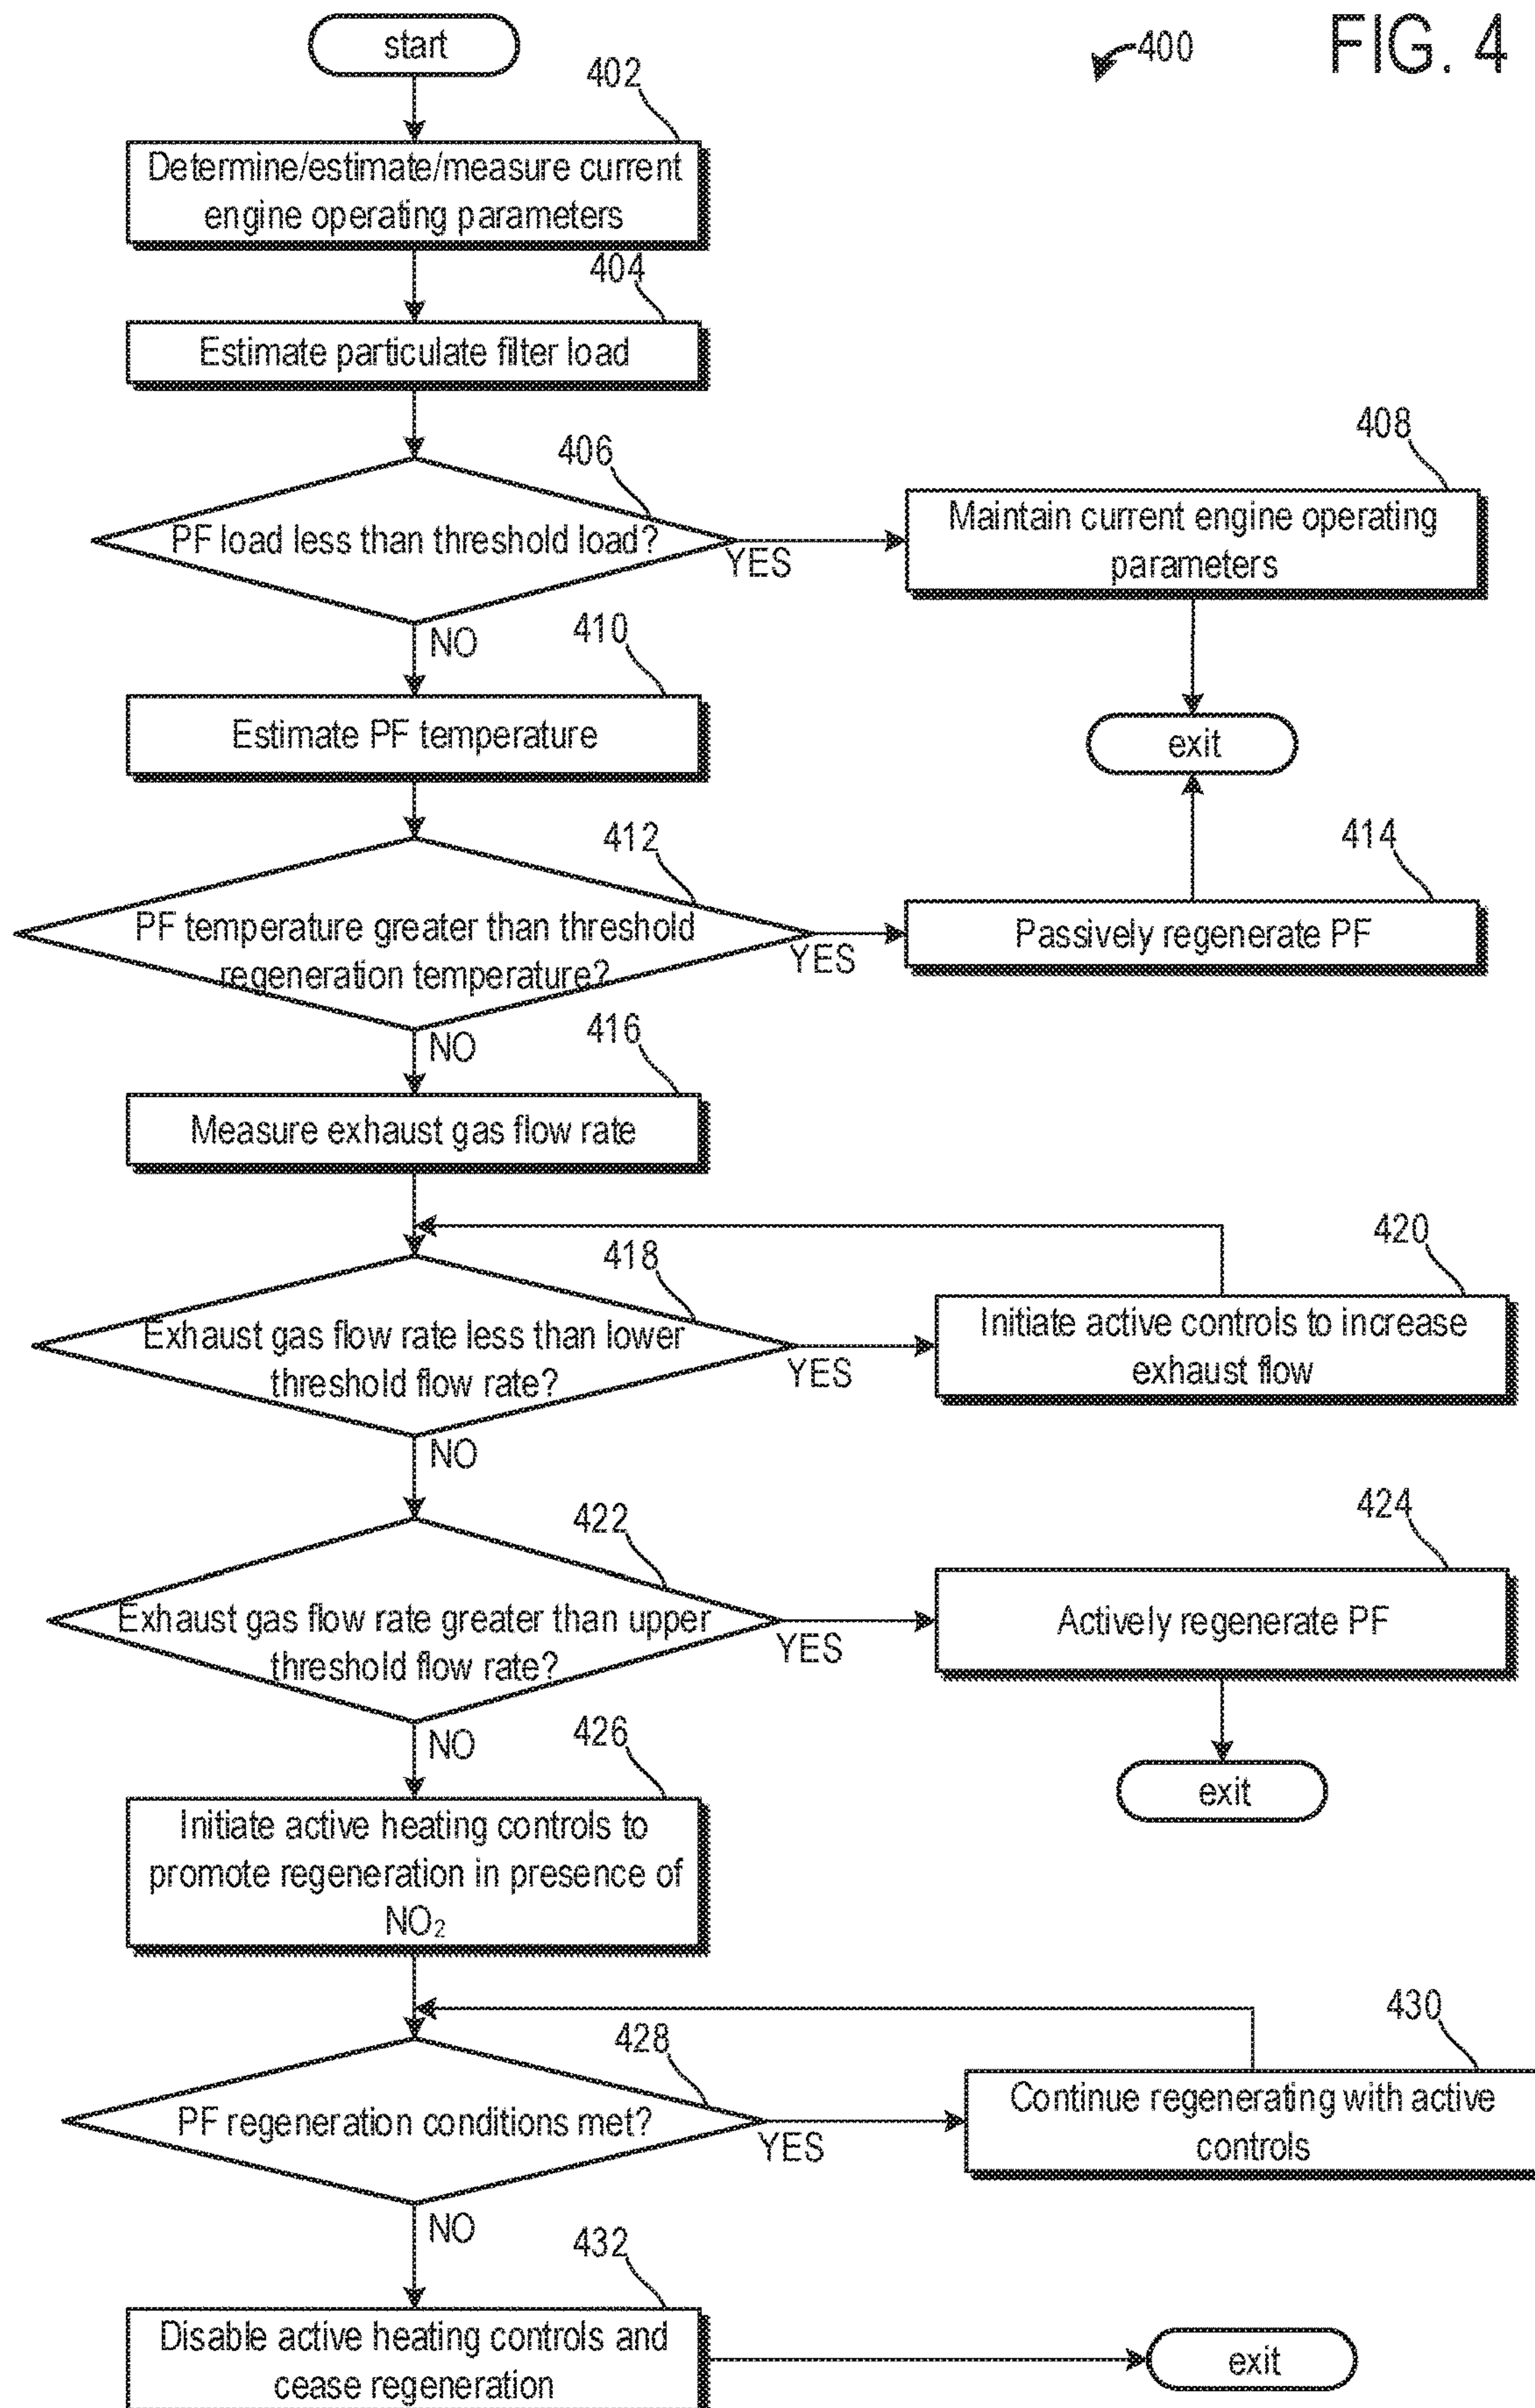 FIG. 4
400
start
402
Determine/estimate/measure current
engine operating parameters
404
Estimate particulate filter load
406
PF load less than threshold load?
YES
NO
408
Maintain current engine operating
parameters
exit
410
Estimate PF temperature
412
PF temperature greater than threshold
regeneration temperature?
YES
NO
414
Passively regenerate PF
416
Measure exhaust gas flow rate
418
Exhaust gas flow rate less than lower
threshold flow rate?
YES
NO
420
Initiate active controls to increase
exhaust flow
422
Exhaust gas flow rate greater than upper
threshold flow rate?
YES
NO
424
Actively regenerate PF
exit
426
Initiate active heating controls to
promote regeneration in presence of
NO₂
428
PF regeneration conditions met?
YES
NO
430
Continue regenerating with active
controls
432
Disable active heating controls and
cease regeneration
exit